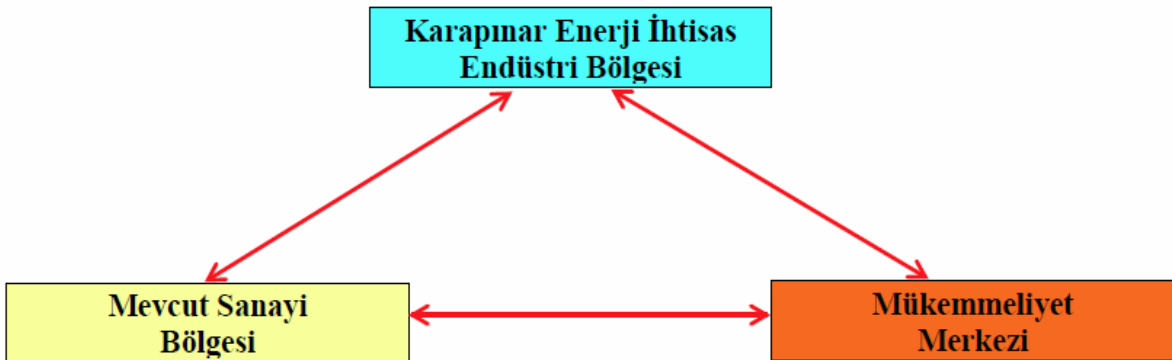 Karapınar Enerji İhtisas
Endüstri Bölgesi
Mevcut Sanayi
Bölgesi
Mükemmeliyet
Merkezi